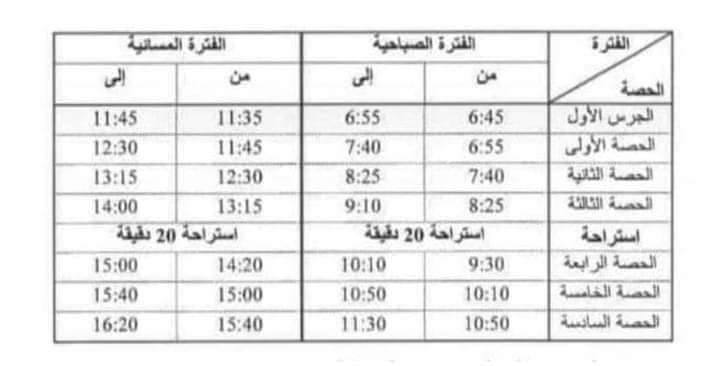 الفترة الفترة الصباحية الفترة المسائية
الحصة من إلى من إلى
الجرس الأول 6:45 6:55 11:35 11:45
الحصة الأولى 6:55 7:40 11:45 12:30
الحصة الثانية 7:40 8:25 12:30 13:15
الحصة الثالثة 8:25 9:10 13:15 14:00
استراحة استراحة 20 دقيقة استراحة 20 دقيقة
الحصة الرابعة 9:30 10:10 14:20 15:00
الحصة الخامسة 10:10 10:50 15:00 15:40
الحصة السادسة 10:50 11:30 15:40 16:20